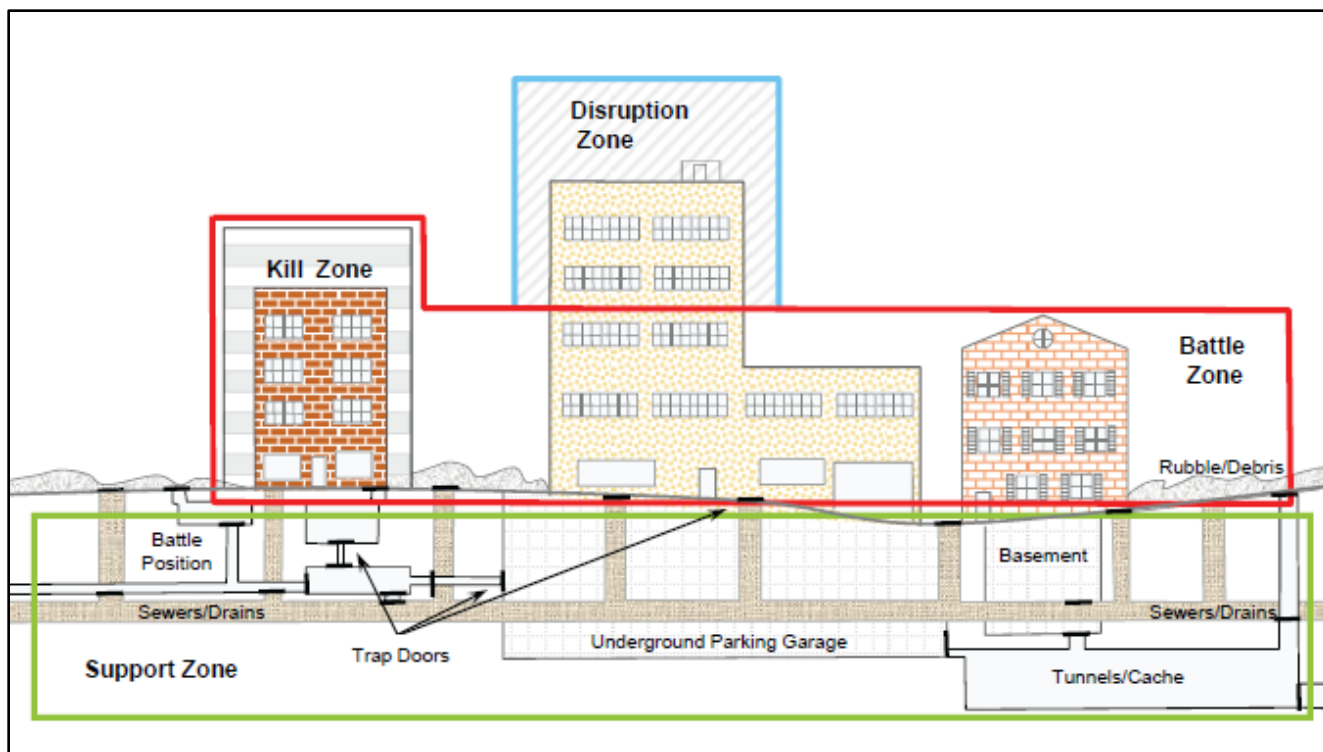 Disruption
Zone
Kill Zone
Battle
Zone
Rubble/Debris
Battle
Position
Basement
Sewers/Drains
Sewers/Drains
Trap Doors
Underground Parking Garage
Support Zone
Tunnels/Cache